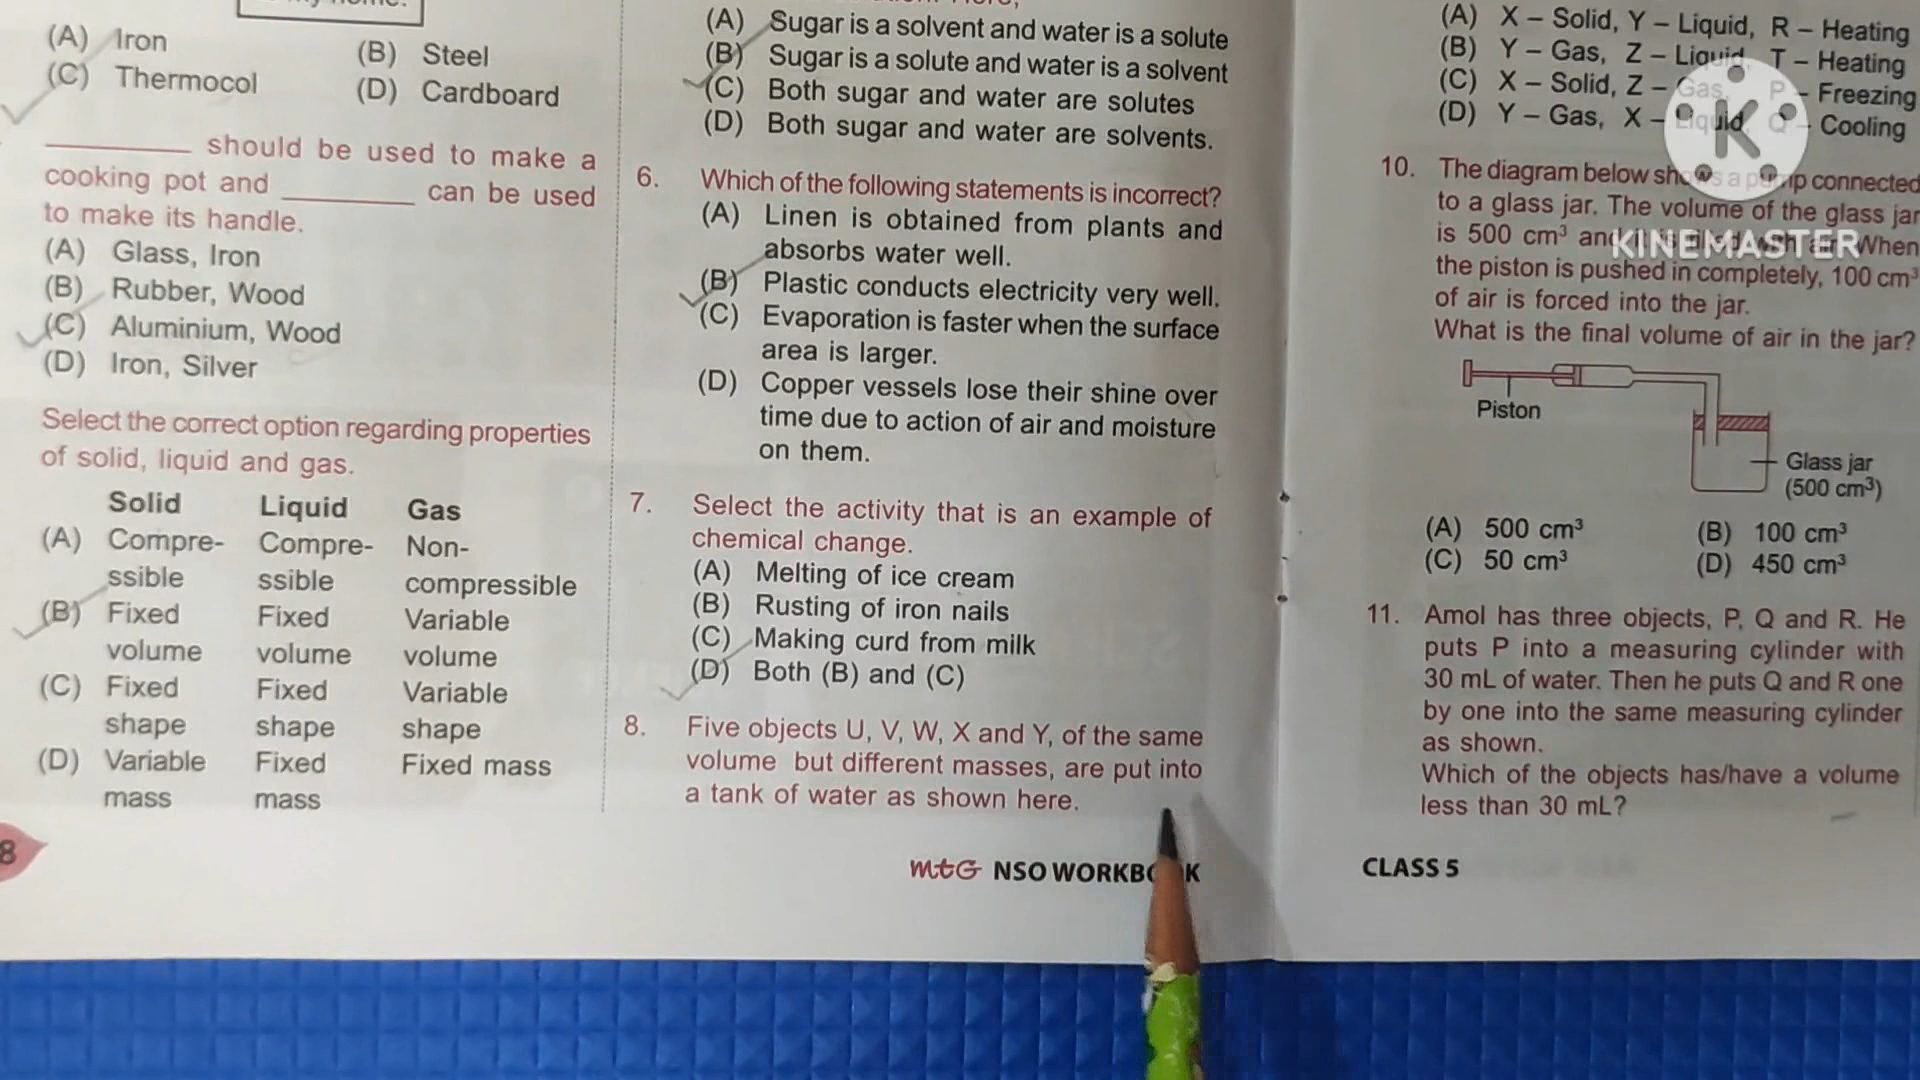 (A) Iron
(B) Steel
(C) Thermocol
(D) Cardboard
________ should be used to make a
cooking pot and ________ can be used
to make its handle.
(A) Glass, Iron
(B) Rubber, Wood
(C) Aluminium, Wood
(D) Iron, Silver
Select the correct option regarding properties
of solid, liquid and gas.
Solid Liquid Gas
(A) Compre- Compre- Non-
ssible ssible compressible
(B) Fixed Fixed Variable
volume volume volume
(C) Fixed Fixed Variable
shape shape shape
(D) Variable Fixed Fixed mass
mass mass
8
(A) Sugar is a solvent and water is a solute
(B) Sugar is a solute and water is a solvent
(C) Both sugar and water are solutes
(D) Both sugar and water are solvents.
6. Which of the following statements is incorrect?
(A) Linen is obtained from plants and
absorbs water well.
(B) Plastic conducts electricity very well.
(C) Evaporation is faster when the surface
area is larger.
(D) Copper vessels lose their shine over
time due to action of air and moisture
on them.
7. Select the activity that is an example of
chemical change.
(A) Melting of ice cream
(B) Rusting of iron nails
(C) Making curd from milk
(D) Both (B) and (C)
8. Five objects U, V, W, X and Y, of the same
volume but different masses, are put into
a tank of water as shown here.
mtG NSO WORKBOOK
(A) X – Solid, Y – Liquid, R – Heating
(B) Y – Gas, Z – Liquid, T – Heating
(C) X – Solid, Z – Gas, P – Freezing
(D) Y – Gas, X – Liquid, Q – Cooling
K
KINEMASTER
10. The diagram below shows a pump connected
to a glass jar. The volume of the glass jar
is 500 cm³ and it is filled with air. When
the piston is pushed in completely, 100 cm³
of air is forced into the jar.
What is the final volume of air in the jar?
Piston
Glass jar
(500 cm³)
(A) 500 cm³ (B) 100 cm³
(C) 50 cm³ (D) 450 cm³
11. Amol has three objects, P, Q and R. He
puts P into a measuring cylinder with
30 mL of water. Then he puts Q and R one
by one into the same measuring cylinder
as shown.
Which of the objects has/have a volume
less than 30 mL?
CLASS 5